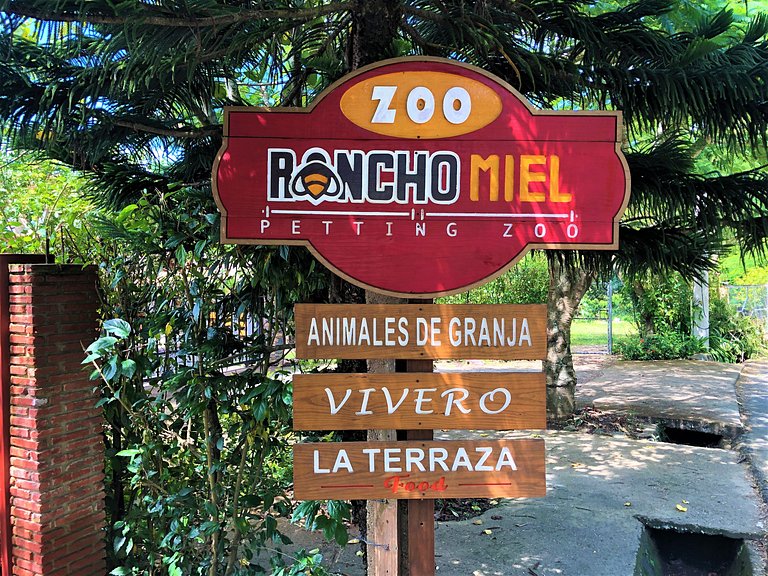 ZOO
RANCHO MIEL
PETTING ZOO
ANIMALES DE GRANJA
VIVERO
LA TERRAZA
Food